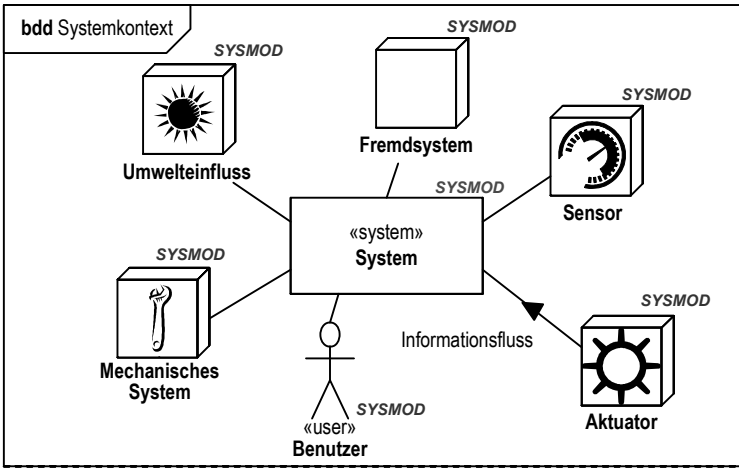 bdd Systemkontext
SYSMOD
Umwelteinfluss
SYSMOD
Fremdsystem
SYSMOD
Sensor
SYSMOD
«system»
System
SYSMOD
Mechanisches
System
Informationsfluss
SYSMOD
Aktuator
SYSMOD
«user»
Benutzer